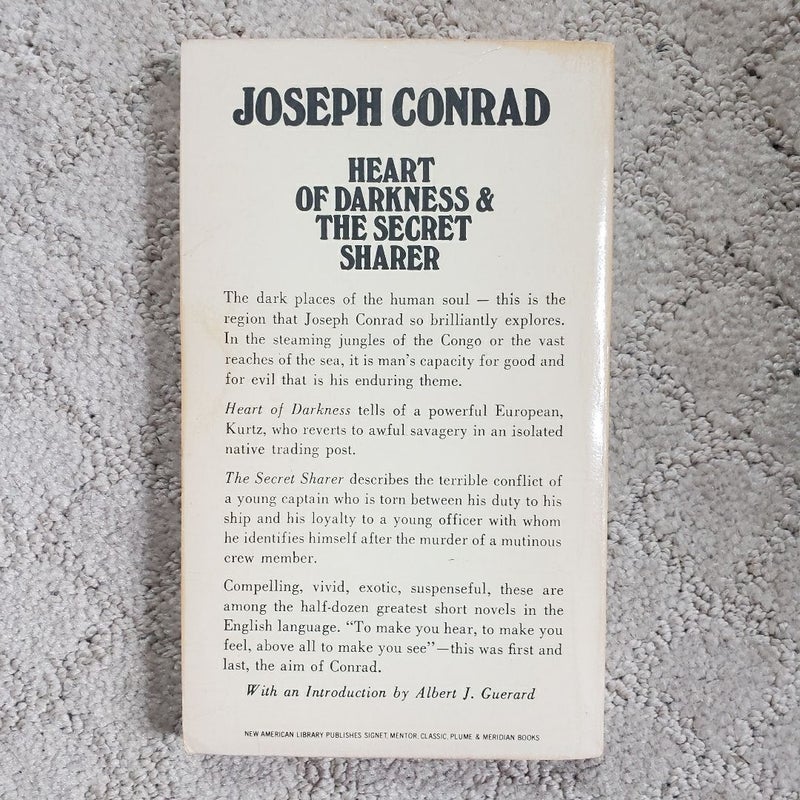 JOSEPH CONRAD
HEART
OF DARKNESS &
THE SECRET
SHARER
The dark places of the human soul — this is the
region that Joseph Conrad so brilliantly explores.
In the steaming jungles of the Congo or the vast
reaches of the sea, it is man's capacity for good and
for evil that is his enduring theme.
Heart of Darkness tells of a powerful European,
Kurtz, who reverts to awful savagery in an isolated
native trading post.
The Secret Sharer describes the terrible conflict of
a young captain who is torn between his duty to his
ship and his loyalty to a young officer with whom
he identifies himself after the murder of a mutinous
crew member.
Compelling, vivid, exotic, suspenseful, these are
among the half-dozen greatest short novels in the
English language. "To make you hear, to make you
feel, above all to make you see"—this was first and
last, the aim of Conrad.
With an Introduction by Albert J. Guerard
NEW AMERICAN LIBRARY PUBLISHES SIGNET, MENTOR, CLASSIC, PLUME & MERIDIAN BOOKS